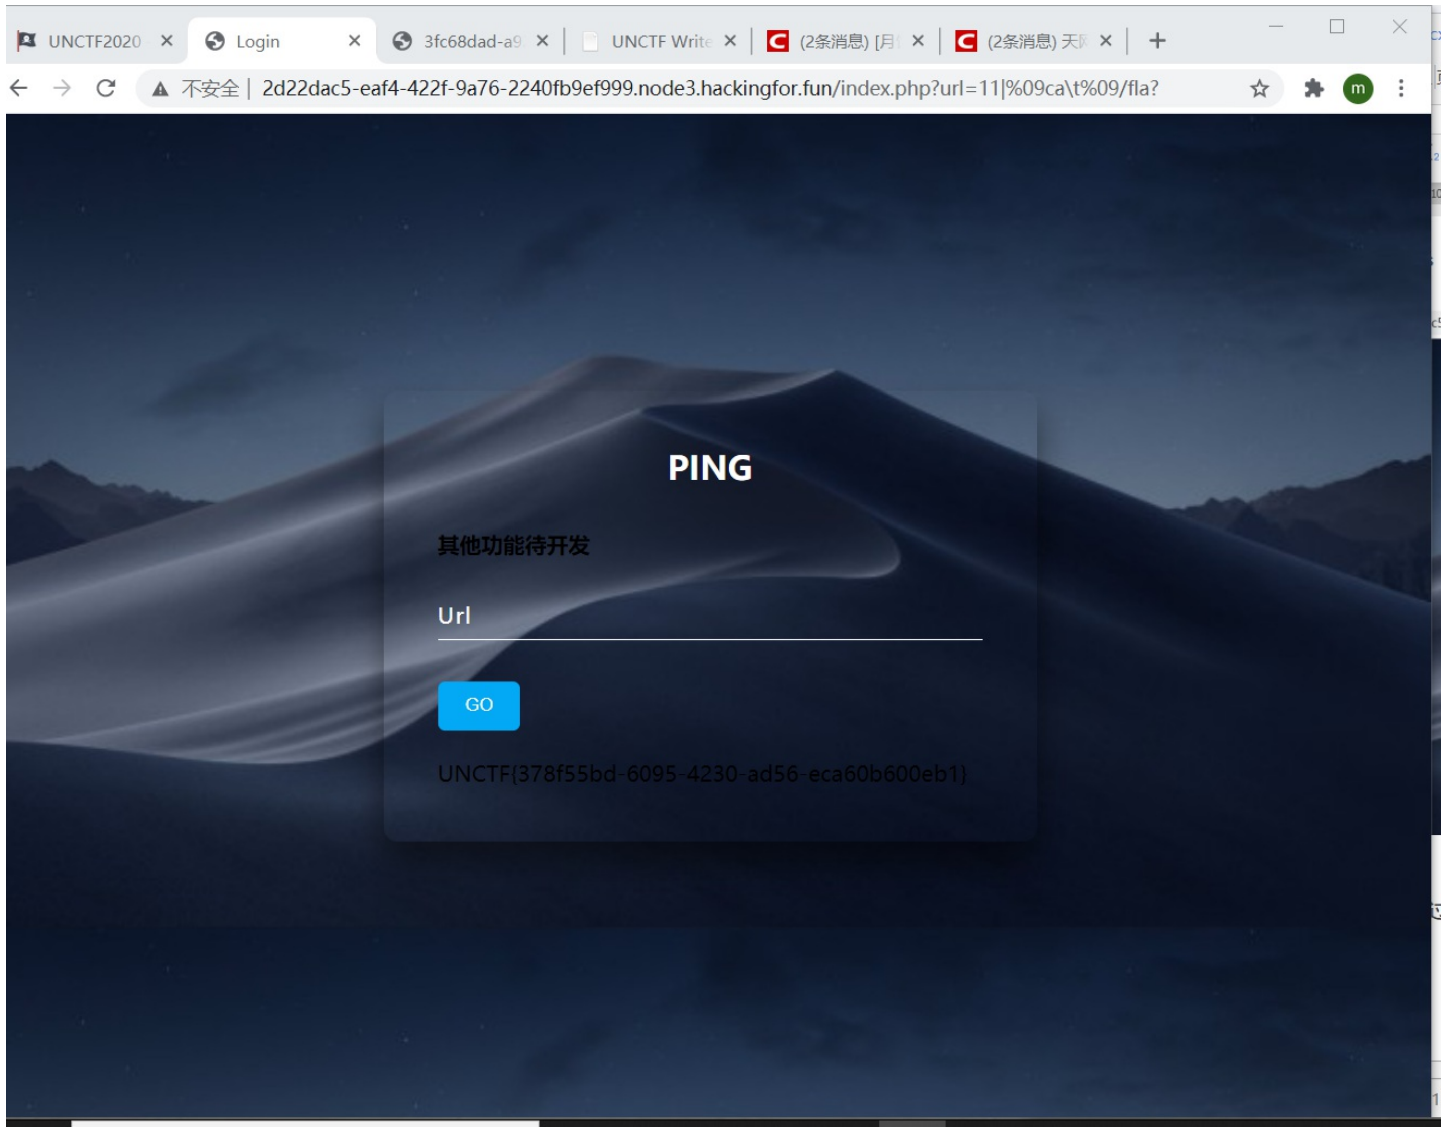 UNCTF2020
Login
3fc68dad-a9
UNCTF Write
(2条消息) [月
(2条消息) 天网
不安全 | 2d22dac5-eaf4-422f-9a76-2240fb9ef999.node3.hackingfor.fun/index.php?url=11|%09ca\t%09/fla?
m
PING
其他功能待开发
Url
GO
UNCTF{378f55bd-6095-4230-ad56-eca60b600eb1}